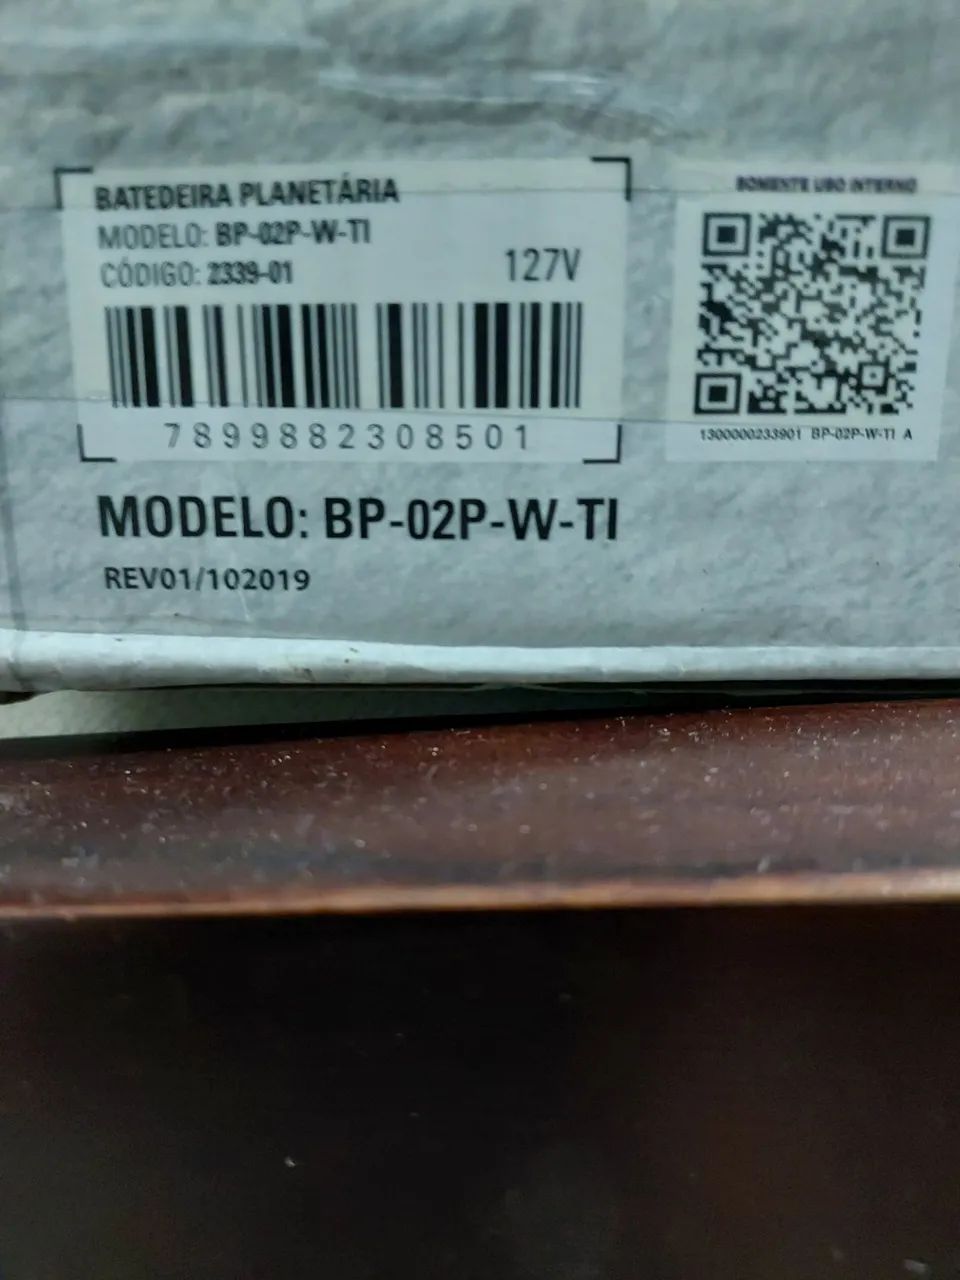 BATEDEIRA PLANETÁRIA
MODELO: BP-02P-W-TI
CÓDIGO: 2339-01
127V
7899882308501
SOMENTE USO INTERNO
1300000233901 BP-02P-W-TI A
MODELO: BP-02P-W-TI
REV01/102019